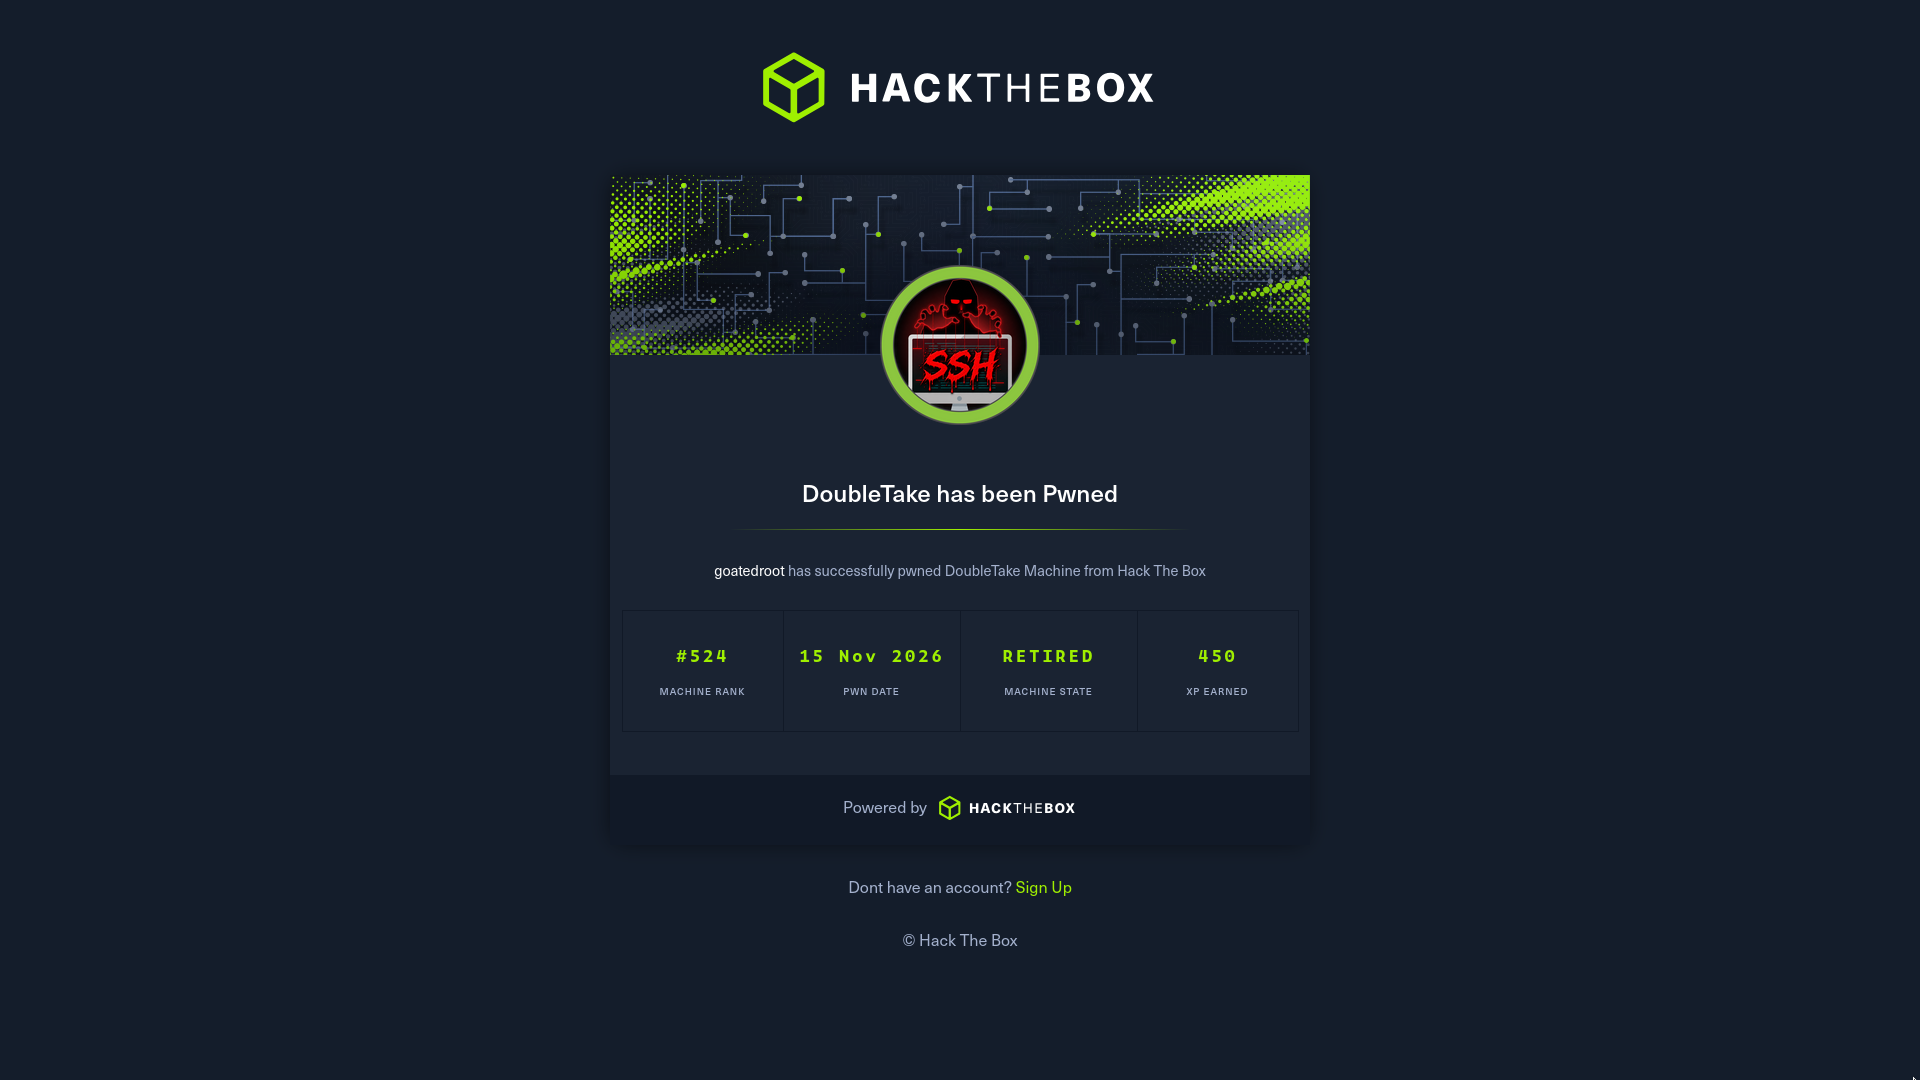 HACKTHEBOX
SSH
DoubleTake has been Pwned
goatedroot has successfully pwned DoubleTake Machine from Hack The Box
#524 15 Nov 2026 RETIRED 450
MACHINE RANK PWN DATE MACHINE STATE XP EARNED
Powered by HACKTHEBOX
Dont have an account? Sign Up
© Hack The Box